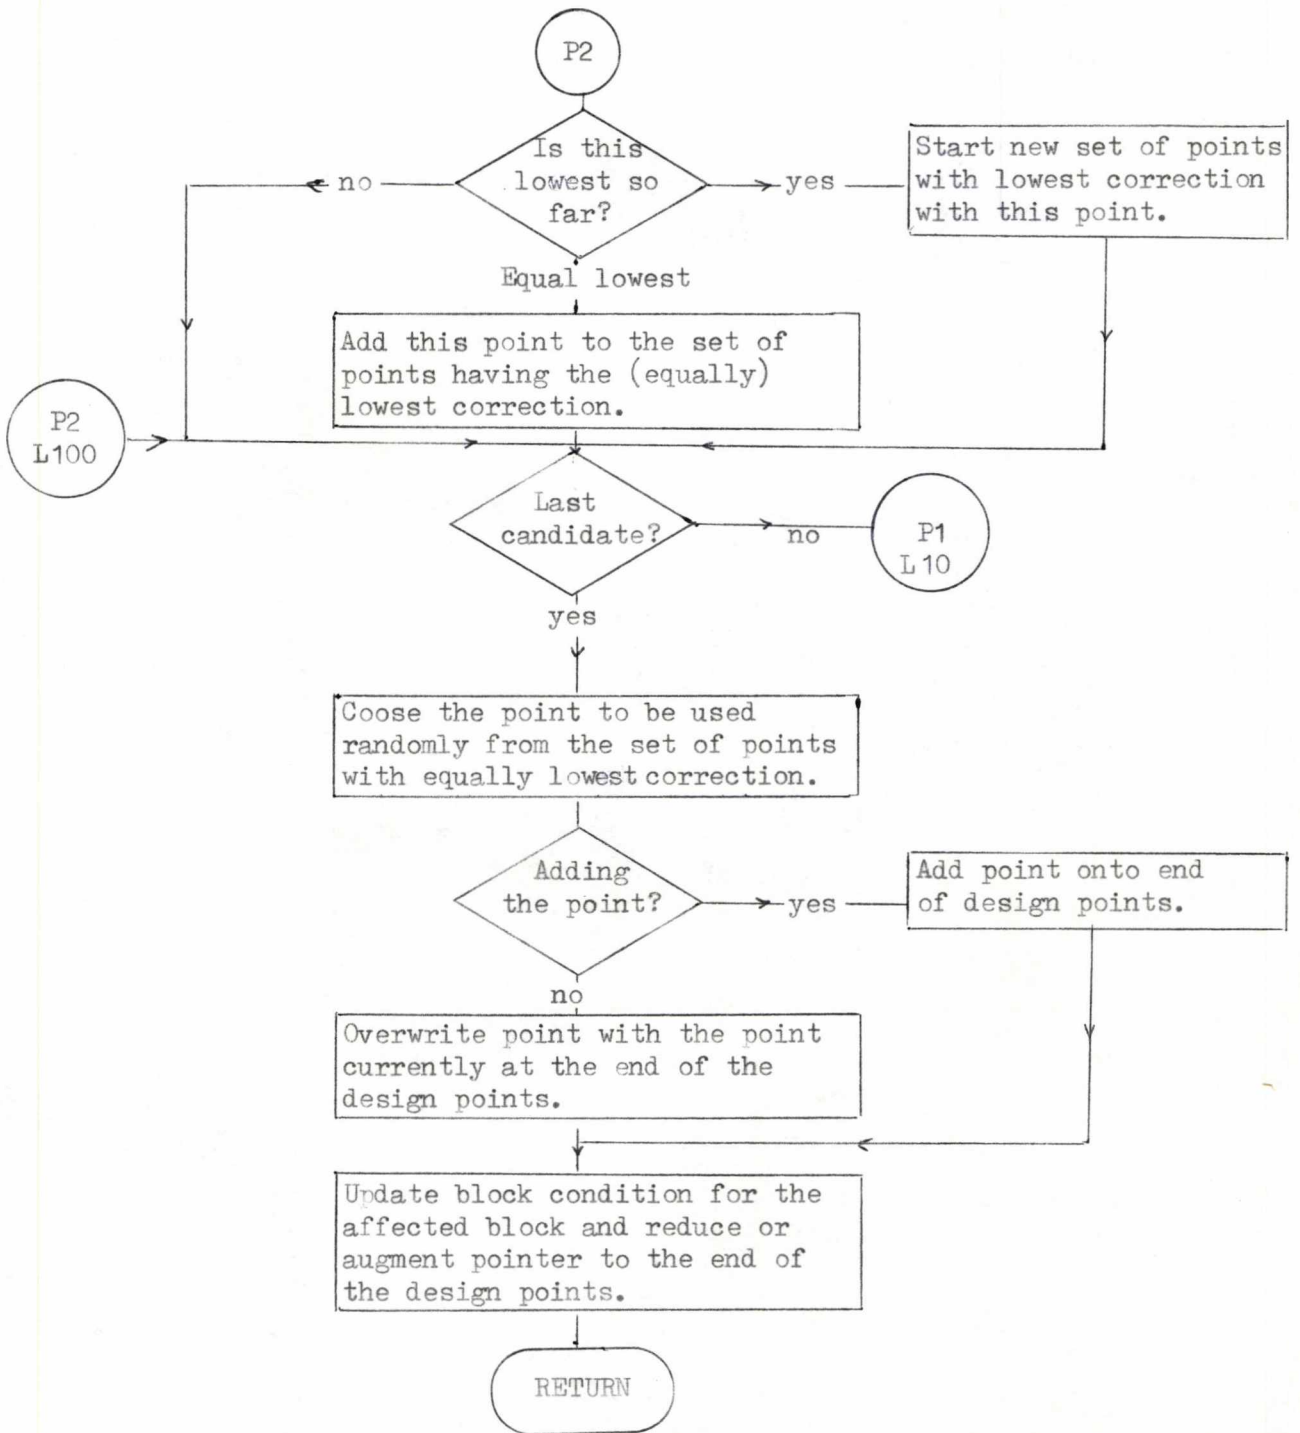 P2
Is this
lowest so
far?
no
yes
Start new set of points
with lowest correction
with this point.
Equal lowest
Add this point to the set of
points having the (equally)
lowest correction.
P2
L100
Last
candidate?
no
P1
L10
yes
Coose the point to be used
randomly from the set of points
with equally lowest correction.
Adding
the point?
yes
Add point onto end
of design points.
no
Overwrite point with the point
currently at the end of the
design points.
Update block condition for the
affected block and reduce or
augment pointer to the end of
the design points.
RETURN